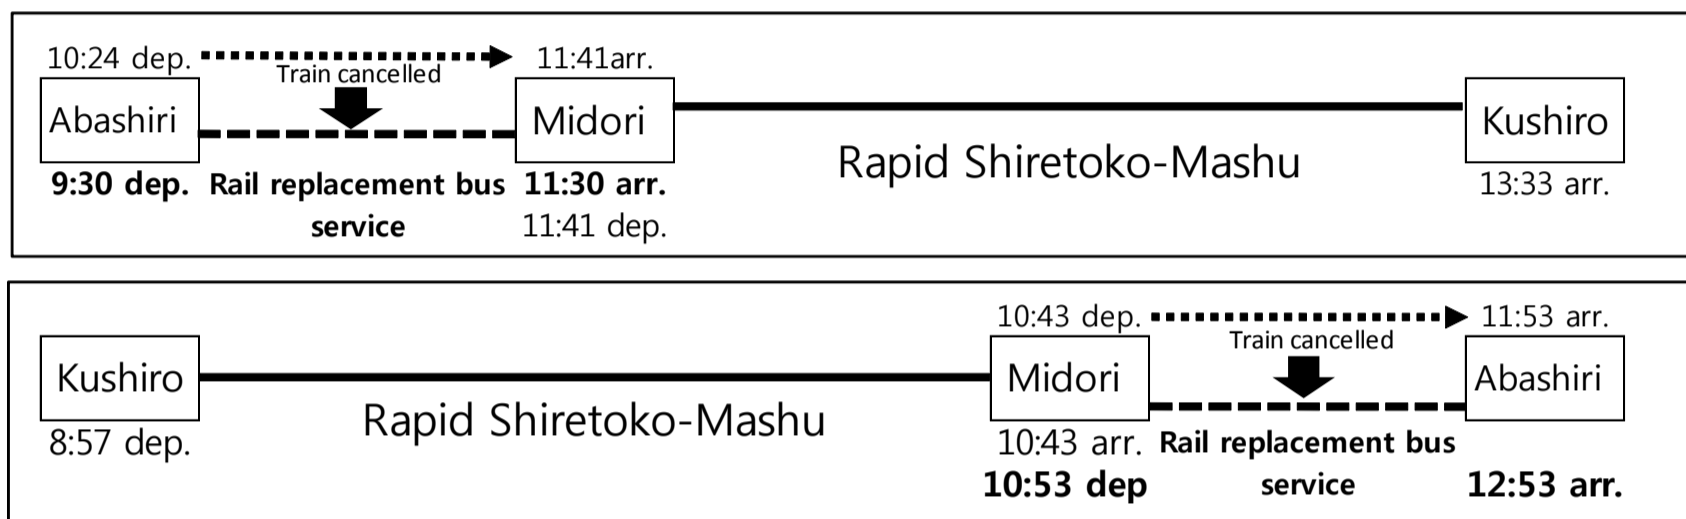 10:24 dep. 11:41arr.
Train cancelled
Abashiri Midori Kushiro
Rapid Shiretoko-Mashu
9:30 dep. Rail replacement bus 11:30 arr. 13:33 arr.
service 11:41 dep.
10:43 dep. 11:53 arr.
Train cancelled
Kushiro Midori Abashiri
Rapid Shiretoko-Mashu
8:57 dep. 10:43 arr. Rail replacement bus
10:53 dep service 12:53 arr.